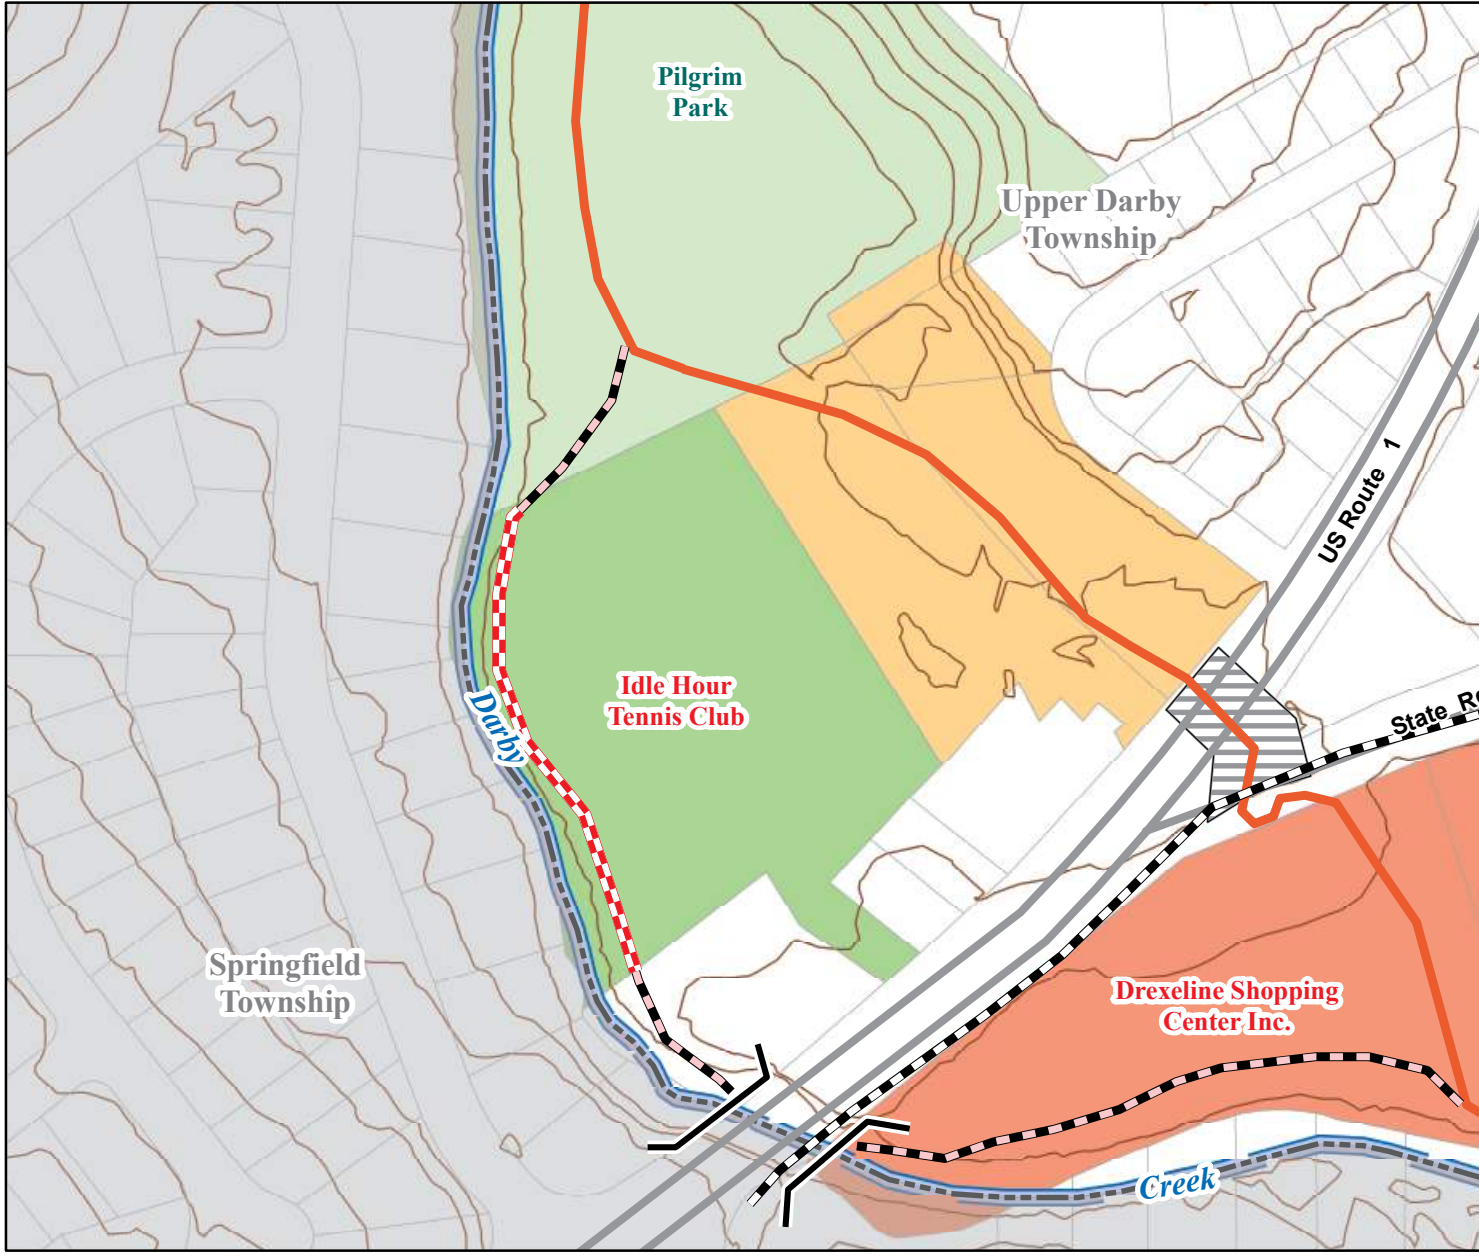 Pilgrim
Park
Upper Darby
Township
US Route 1
State
Idle Hour
Tennis Club
Darby
Springfield
Township
Drexeline Shopping
Center Inc.
Creek